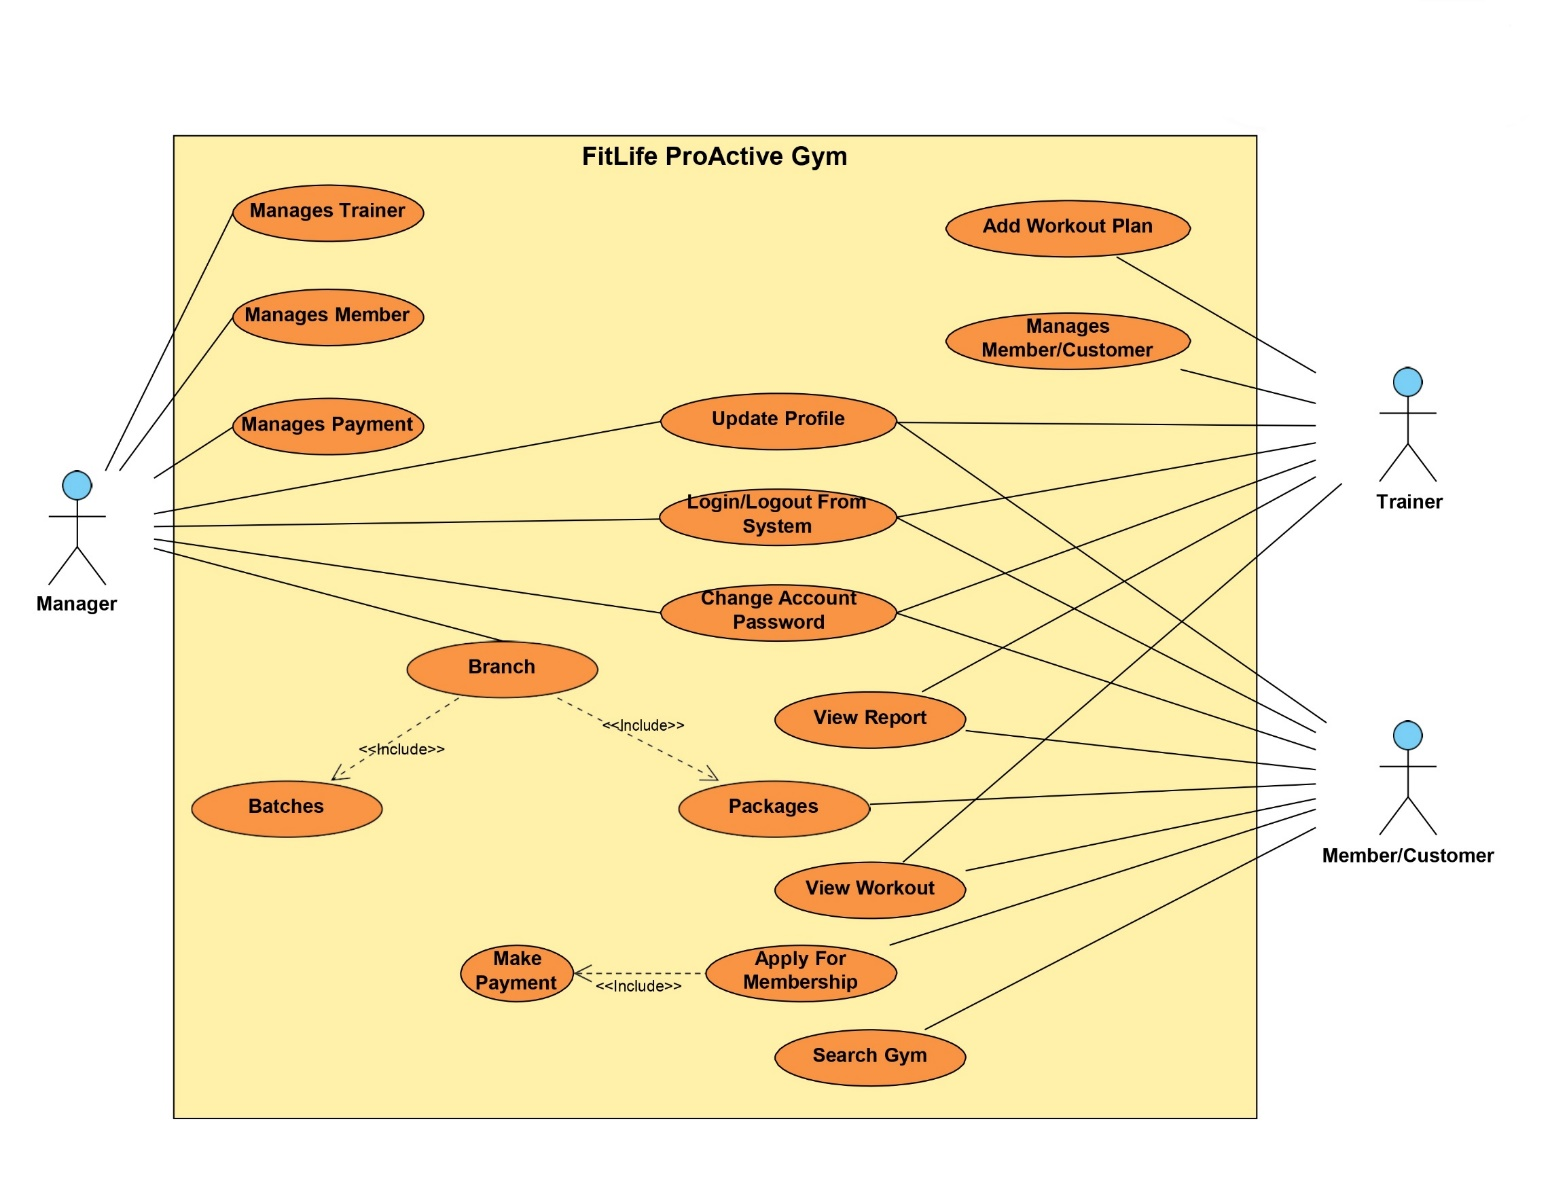 FitLife ProActive Gym
Manages Trainer
Add Workout Plan
Manages Member
Manages
Member/Customer
Manages Payment
Update Profile
Login/Logout From
System
Trainer
Manager
Change Account
Password
Branch
View Report
<<Include>>
<<Include>>
Batches
Packages
Member/Customer
View Workout
Make
Payment
<<Include>>
Apply For
Membership
Search Gym